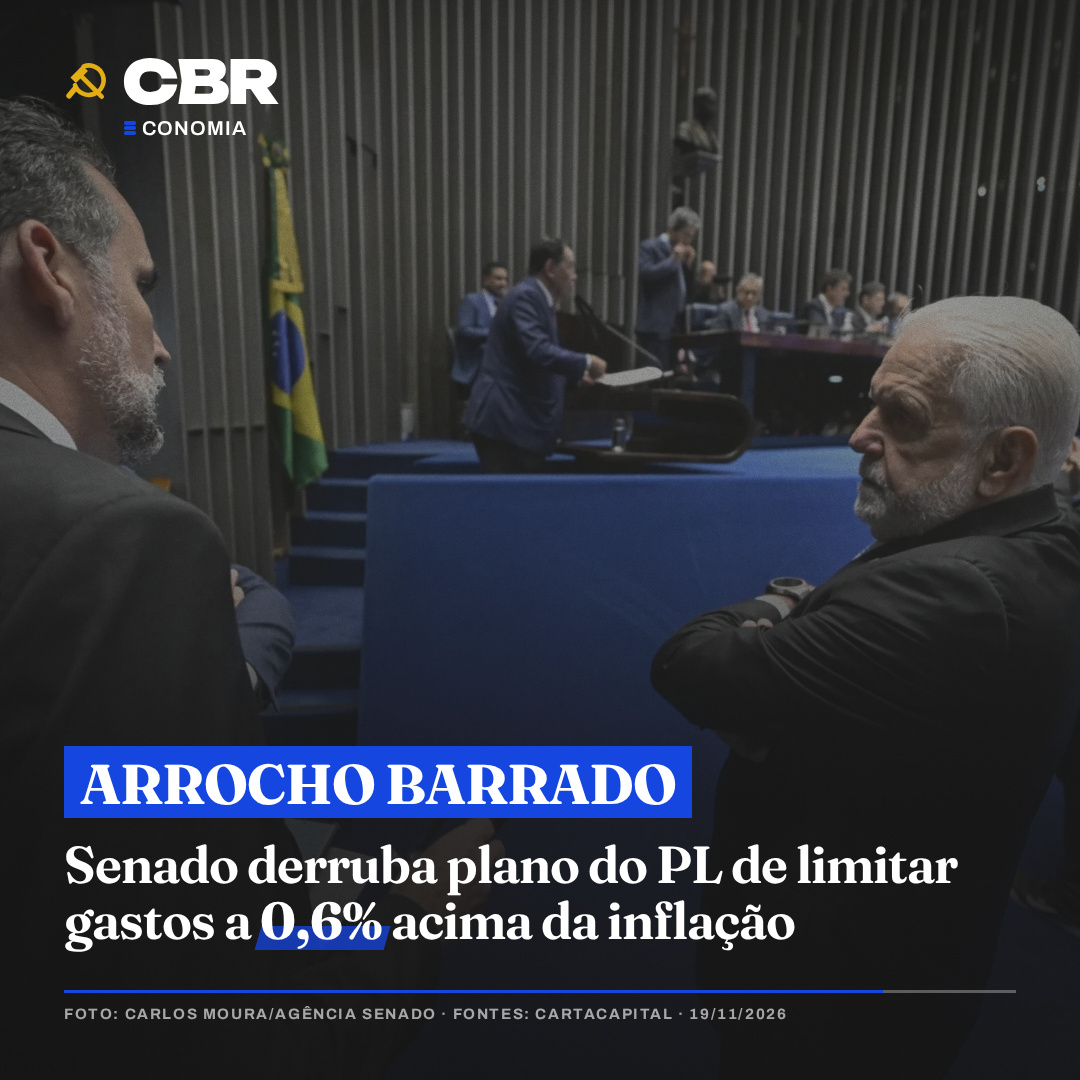 CBR
CONOMIA
ARROCHO BARRADO
Senado derruba plano do PL de limitar
gastos a 0,6% acima da inflação
FOTO: CARLOS MOURA/AGÊNCIA SENADO · FONTES: CARTACAPITAL · 19/11/2026